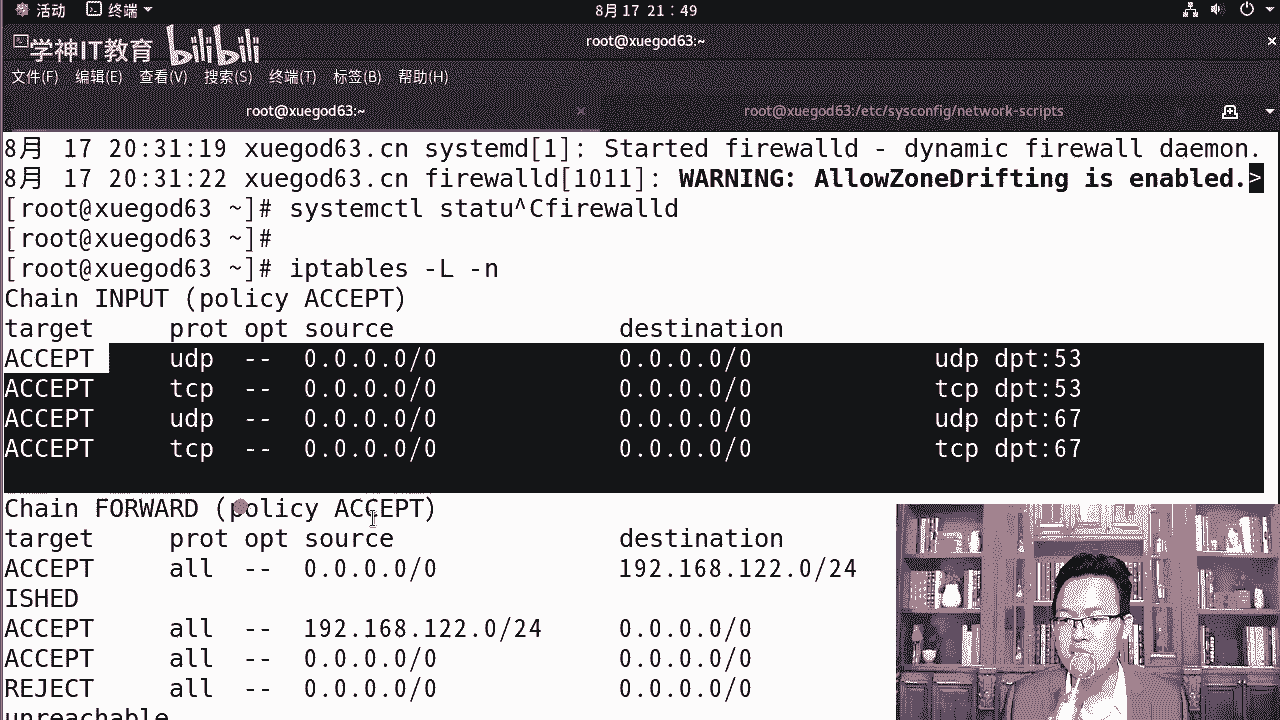 活动 终端 8月 17 21：49
学神IT教育 bilibili
root@xuegod63:~ ×
文件(F) 编辑(E) 查看(V) 搜索(S) 终端(T) 标签(B) 帮助(H)
root@xuegod63:~ × root@xuegod63:/etc/sysconfig/network-scripts
8月 17 20:31:19 xuegod63.cn systemd[1]: Started firewalld - dynamic firewall daemon.
8月 17 20:31:22 xuegod63.cn firewalld[1011]: WARNING: AllowZoneDrifting is enabled.>
[root@xuegod63 ~]# systemctl statu^Cfirewalld
[root@xuegod63 ~]#
[root@xuegod63 ~]# iptables -L -n
Chain INPUT (policy ACCEPT)
target prot opt source destination
ACCEPT udp -- 0.0.0.0/0 0.0.0.0/0 udp dpt:53
ACCEPT tcp -- 0.0.0.0/0 0.0.0.0/0 tcp dpt:53
ACCEPT udp -- 0.0.0.0/0 0.0.0.0/0 udp dpt:67
ACCEPT tcp -- 0.0.0.0/0 0.0.0.0/0 tcp dpt:67
Chain FORWARD (policy ACCEPT)
target prot opt source destination
ACCEPT all -- 0.0.0.0/0 192.168.122.0/24
ISHED
ACCEPT all -- 192.168.122.0/24 0.0.0.0/0
ACCEPT all -- 0.0.0.0/0 0.0.0.0/0
REJECT all -- 0.0.0.0/0 0.0.0.0/0
unreachable